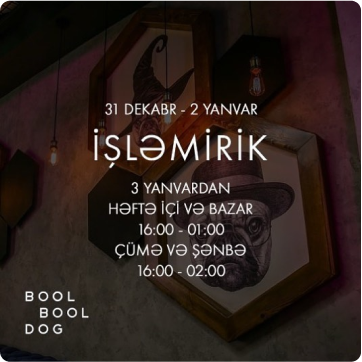 31 DEKABR - 2 YANVAR
İŞLƏMİRİK
3 YANVARDAN
HƏFTƏ İÇİ VƏ BAZAR
16:00 - 01:00
ÇÜMƏ VƏ ŞƏNBƏ
16:00 - 02:00
BOOL
BOOL
DOG